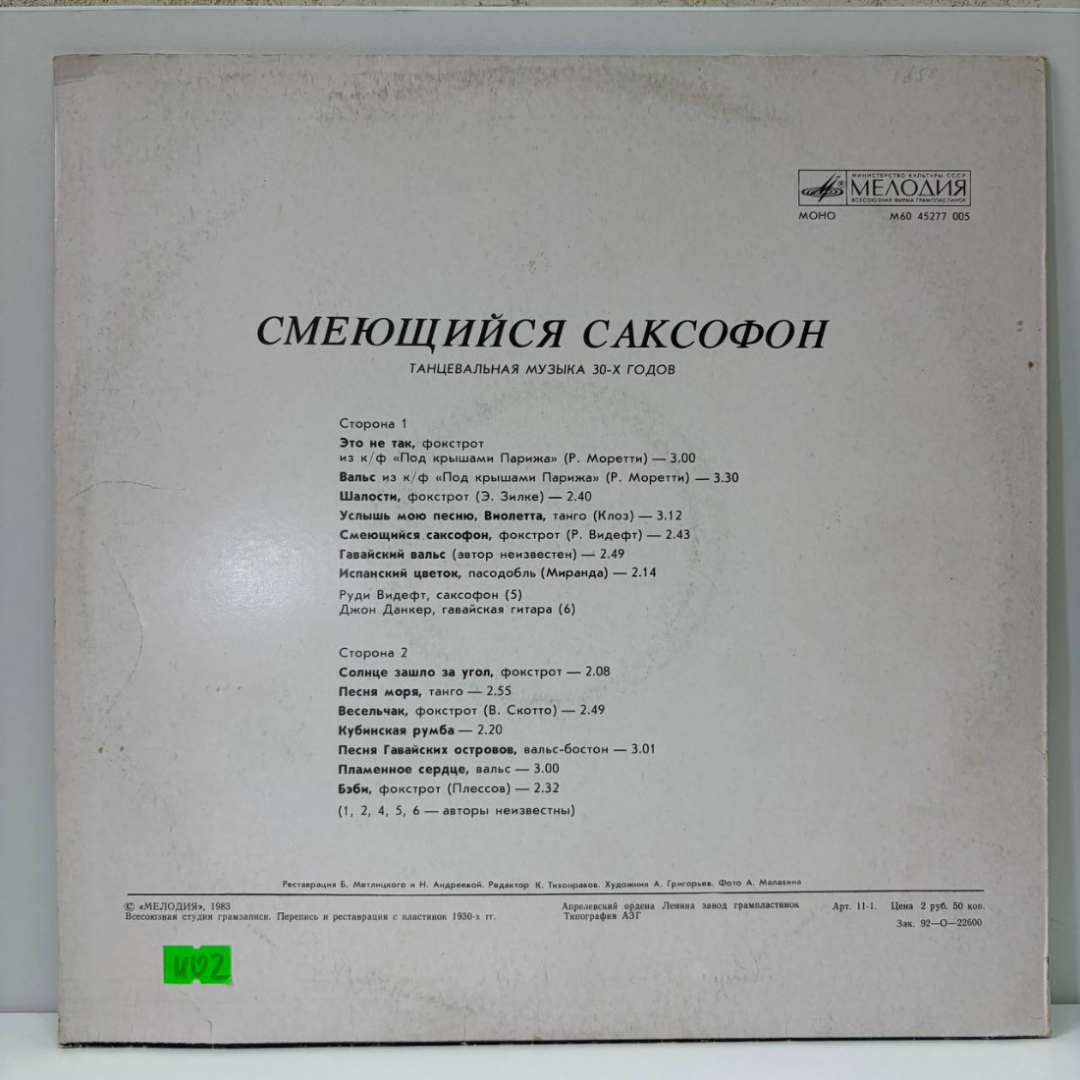 1858
МИНИСТЕРСТВО КУЛЬТУРЫ СССР
МЕЛОДИЯ
ВСЕСОЮЗНАЯ ФИРМА ГРАМПЛАСТИНОК
МОНО М60 45277 005
СМЕЮЩИЙСЯ САКСОФОН
ТАНЦЕВАЛЬНАЯ МУЗЫКА 30-Х ГОДОВ
Сторона 1
Это не так, фокстрот
из к/ф «Под крышами Парижа» (Р. Моретти) — 3.00
Вальс из к/ф «Под крышами Парижа» (Р. Моретти) — 3.30
Шалости, фокстрот (Э. Зилке) — 2.40
Услышь мою песню, Виолетта, танго (Клоз) — 3.12
Смеющийся саксофон, фокстрот (Р. Видефт) — 2.43
Гавайский вальс (автор неизвестен) — 2.49
Испанский цветок, пасодобль (Миранда) — 2.14
Руди Видефт, саксофон (5)
Джон Данкер, гавайская гитара (6)
Сторона 2
Солнце зашло за угол, фокстрот — 2.08
Песня моря, танго — 2.55
Весельчак, фокстрот (В. Скотто) — 2.49
Кубинская румба — 2.20
Песня Гавайских островов, вальс-бостон — 3.01
Пламенное сердце, вальс — 3.00
Бэби, фокстрот (Плессов) — 2.32
(1, 2, 4, 5, 6 — авторы неизвестны)
Реставрация Б. Метлицкого и Н. Андреевой. Редактор К. Тихонравов. Художник А. Григорьев. Фото А. Малахина
© «МЕЛОДИЯ», 1983
Всесоюзная студия грамзаписи. Перепись и реставрация с пластинок 1930-х гг.
Апрелевский ордена Ленина завод грампластинок
Типография АЗГ
Арт. 11-1. Цена 2 руб. 50 коп.
Зак. 92—О—22600